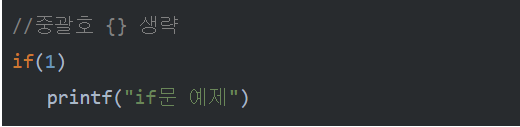 //중괄호 {} 생략
if(1)
printf("if문 예제")